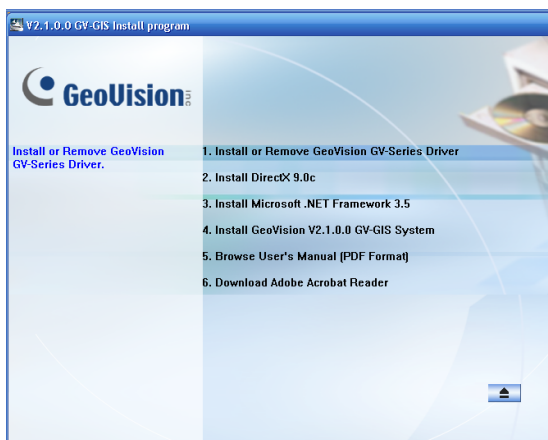 V2.1.0.0 GV-GIS Install program
GeoVision inc
Install or Remove GeoVision
GV-Series Driver.
1. Install or Remove GeoVision GV-Series Driver
2. Install DirectX 9.0c
3. Install Microsoft .NET Framework 3.5
4. Install GeoVision V2.1.0.0 GV-GIS System
5. Browse User's Manual (PDF Format)
6. Download Adobe Acrobat Reader